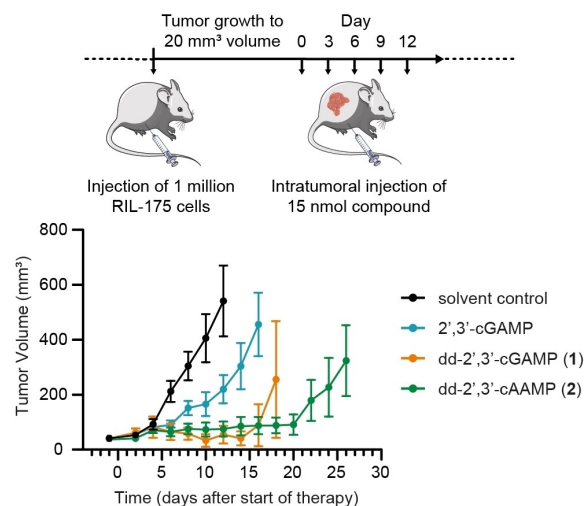 Tumor growth to
20 mm³ volume
Day
0 3 6 9 12
Injection of 1 million
RIL-175 cells
Intratumoral injection of
15 nmol compound
Tumor Volume (mm³)
800
600
400
200
0
0 5 10 15 20 25 30
Time (days after start of therapy)
solvent control
2',3'-cGAMP
dd-2',3'-cGAMP (1)
dd-2',3'-cAAMP (2)